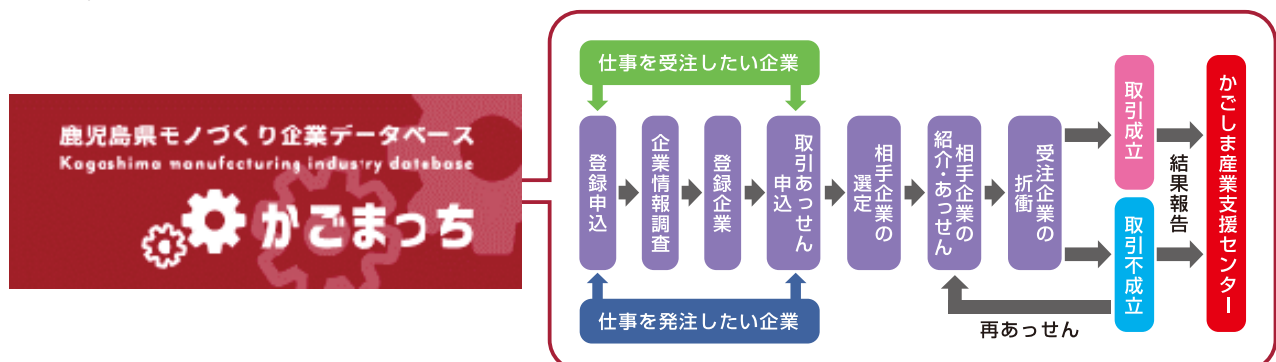 鹿児島県モノづくり企業データベース
Kagoshima manufacturing industry datebase
かごまっち
仕事を受注したい企業
登録申込
企業情報調査
登録企業
取引あっせん
申込
相手企業の
選定
相手企業の
紹介・あっせん
受注企業の
折衝
取引成立
取引不成立
結果報告
かごしま産業支援センター
仕事を発注したい企業
再あっせん